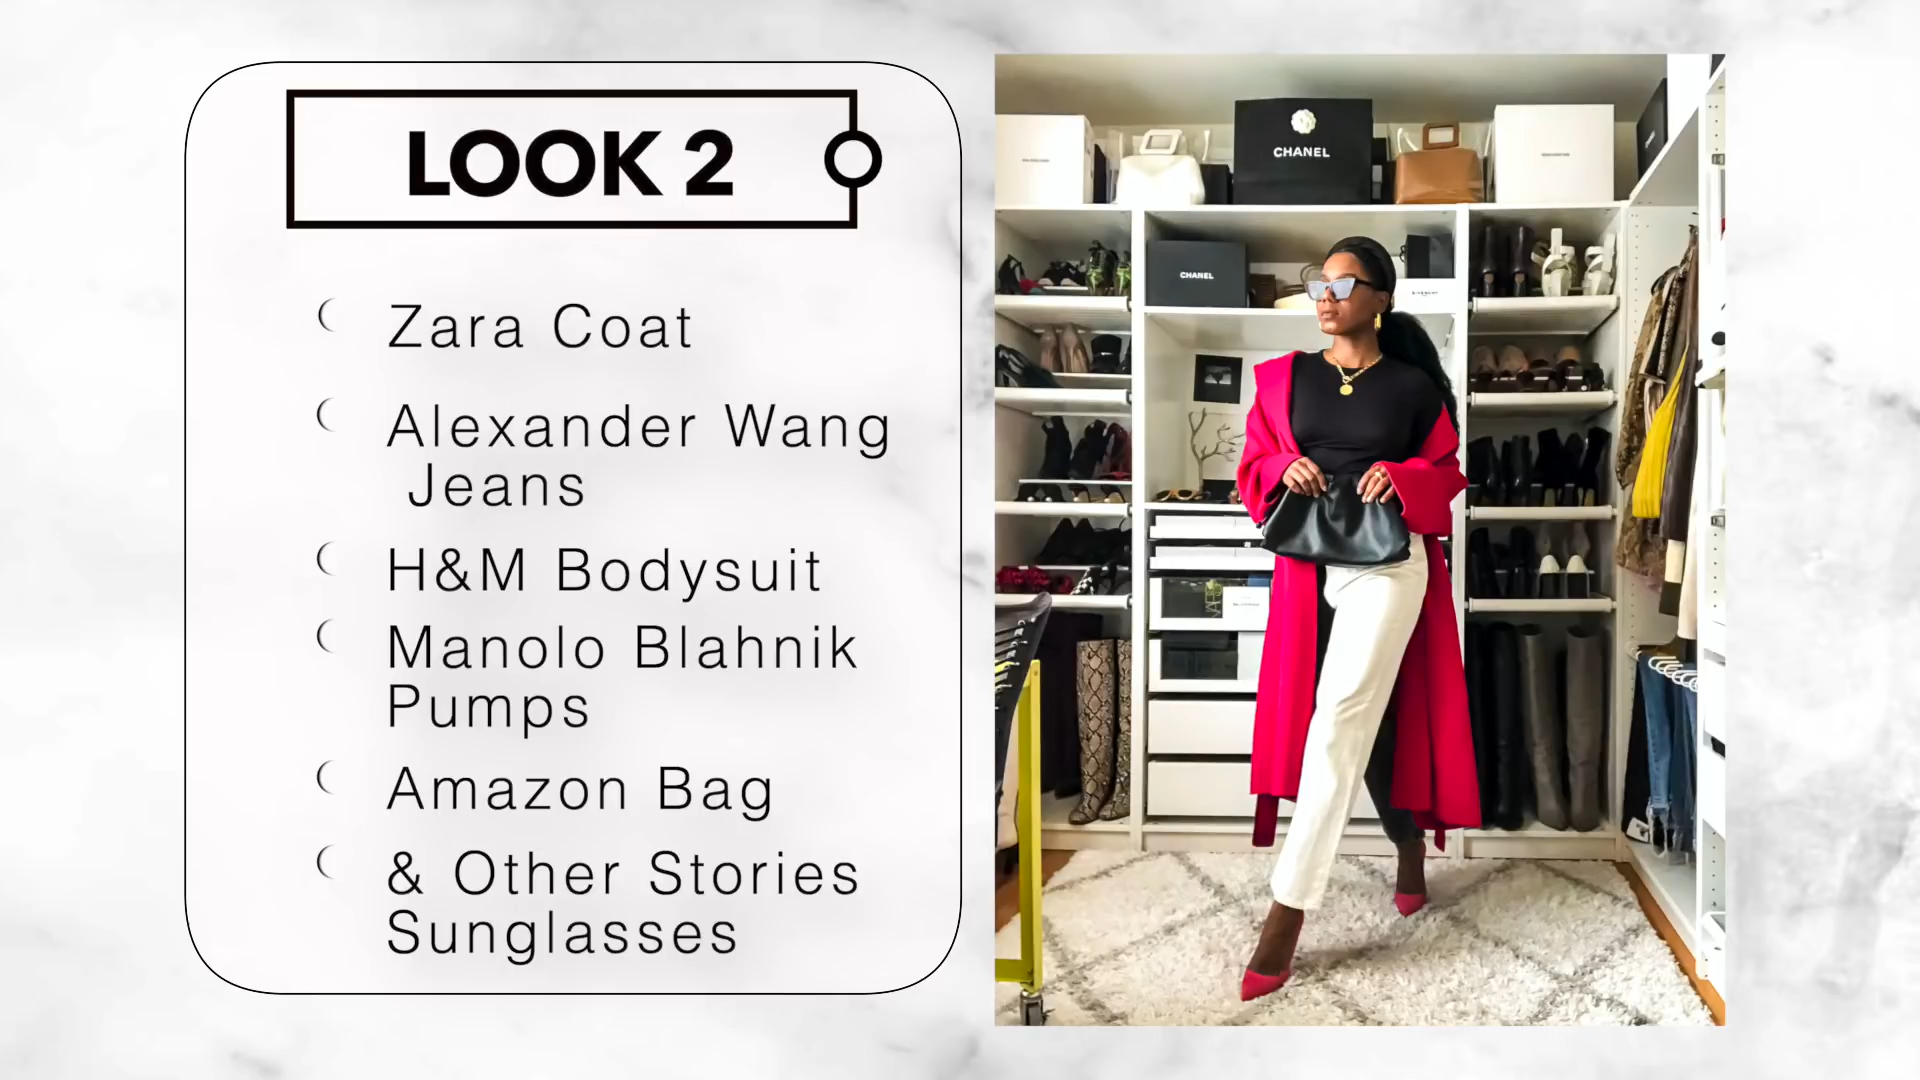 LOOK 2
Zara Coat
Alexander Wang
Jeans
H&M Bodysuit
Manolo Blahnik
Pumps
Amazon Bag
& Other Stories
Sunglasses
CHANEL
CHANEL